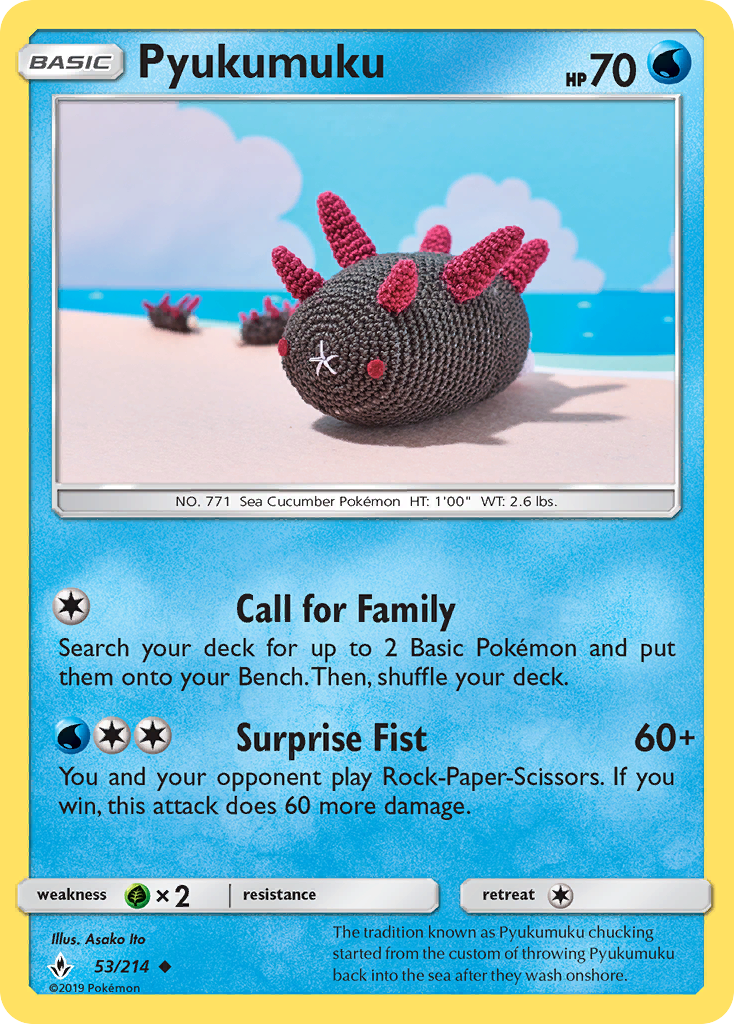 BASIC
Pyukumuku
HP 70
NO. 771 Sea Cucumber Pokémon HT: 1'00" WT: 2.6 lbs.
Call for Family
Search your deck for up to 2 Basic Pokémon and put
them onto your Bench. Then, shuffle your deck.
Surprise Fist 60+
You and your opponent play Rock-Paper-Scissors. If you
win, this attack does 60 more damage.
weakness ×2 resistance retreat
Illus. Asako Ito
53/214
©2019 Pokémon
The tradition known as Pyukumuku chucking
started from the custom of throwing Pyukumuku
back into the sea after they wash onshore.